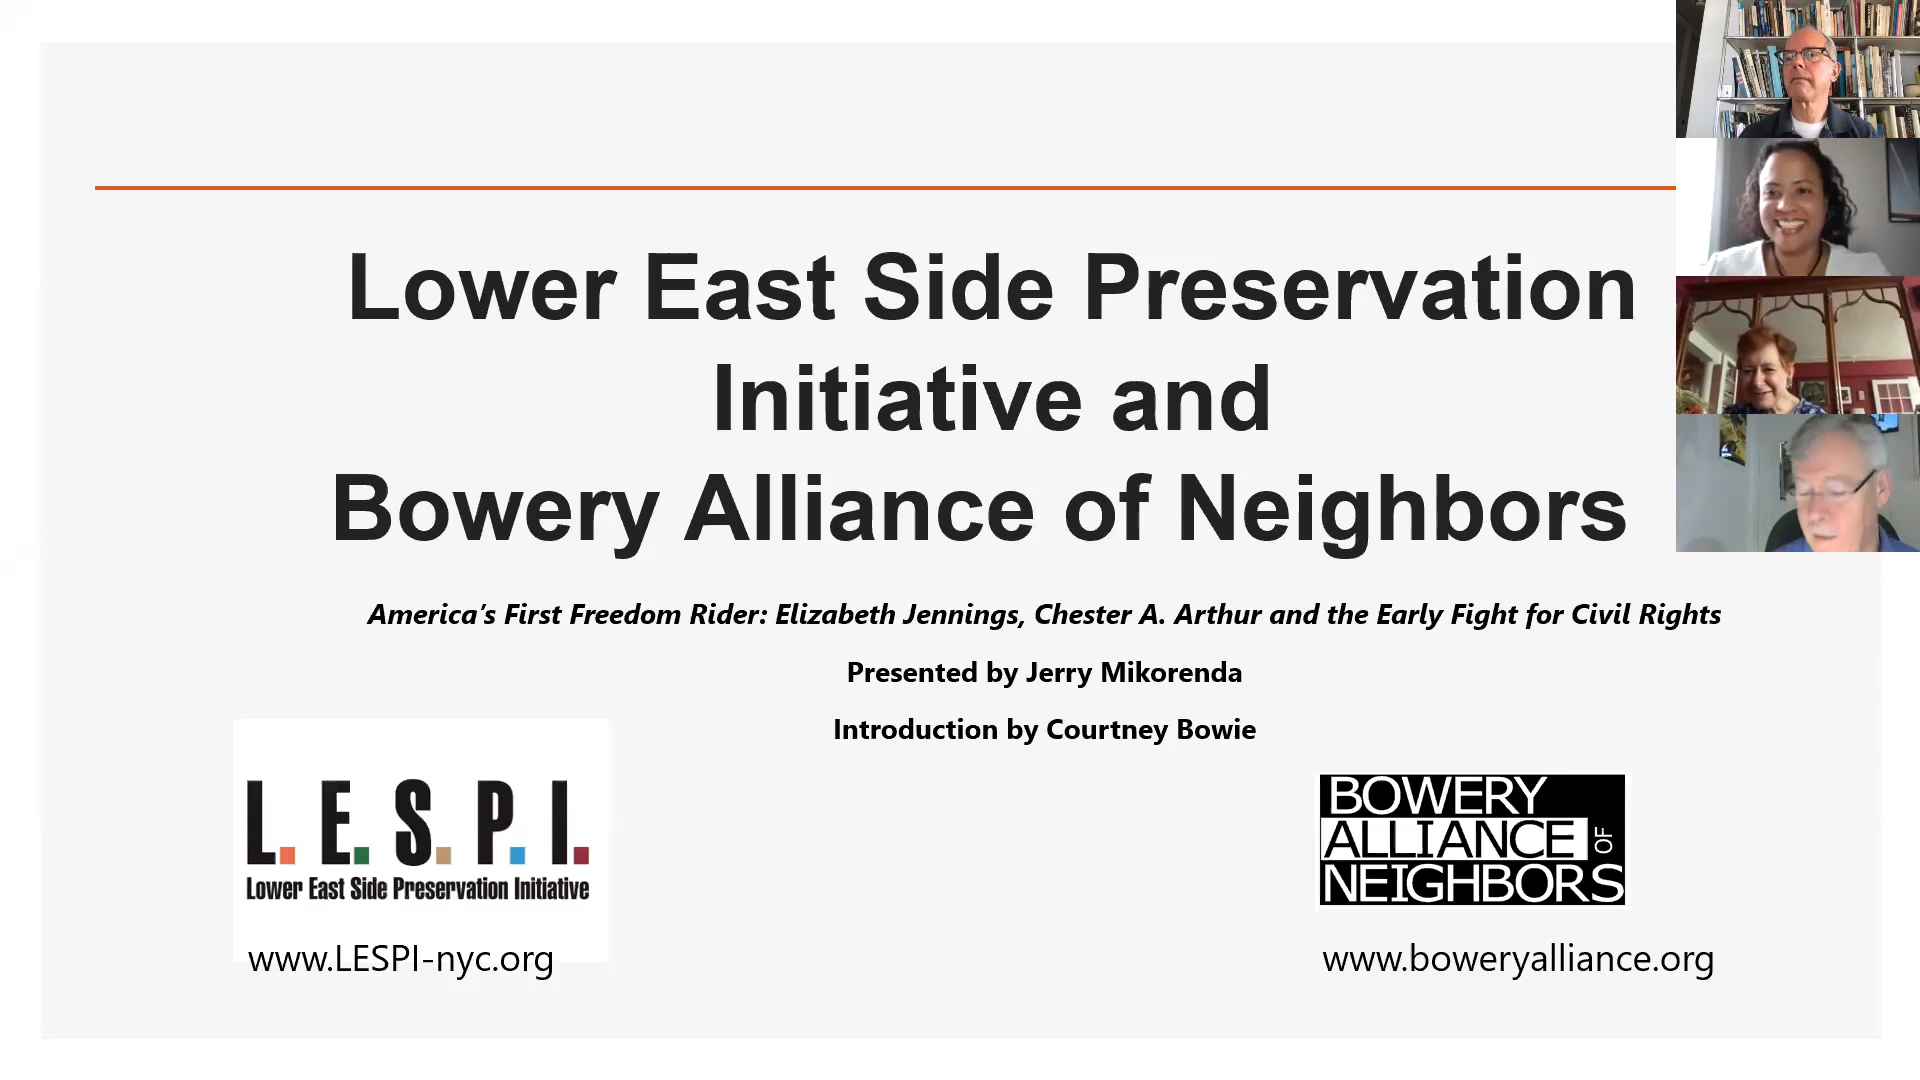 Lower East Side Preservation
Initiative and
Bowery Alliance of Neighbors
America's First Freedom Rider: Elizabeth Jennings, Chester A. Arthur and the Early Fight for Civil Rights
Presented by Jerry Mikorenda
Introduction by Courtney Bowie
L.E.S.P.I.
Lower East Side Preservation Initiative
www.LESPI-nyc.org
BOWERY
ALLIANCE OF
NEIGHBORS
www.boweryalliance.org